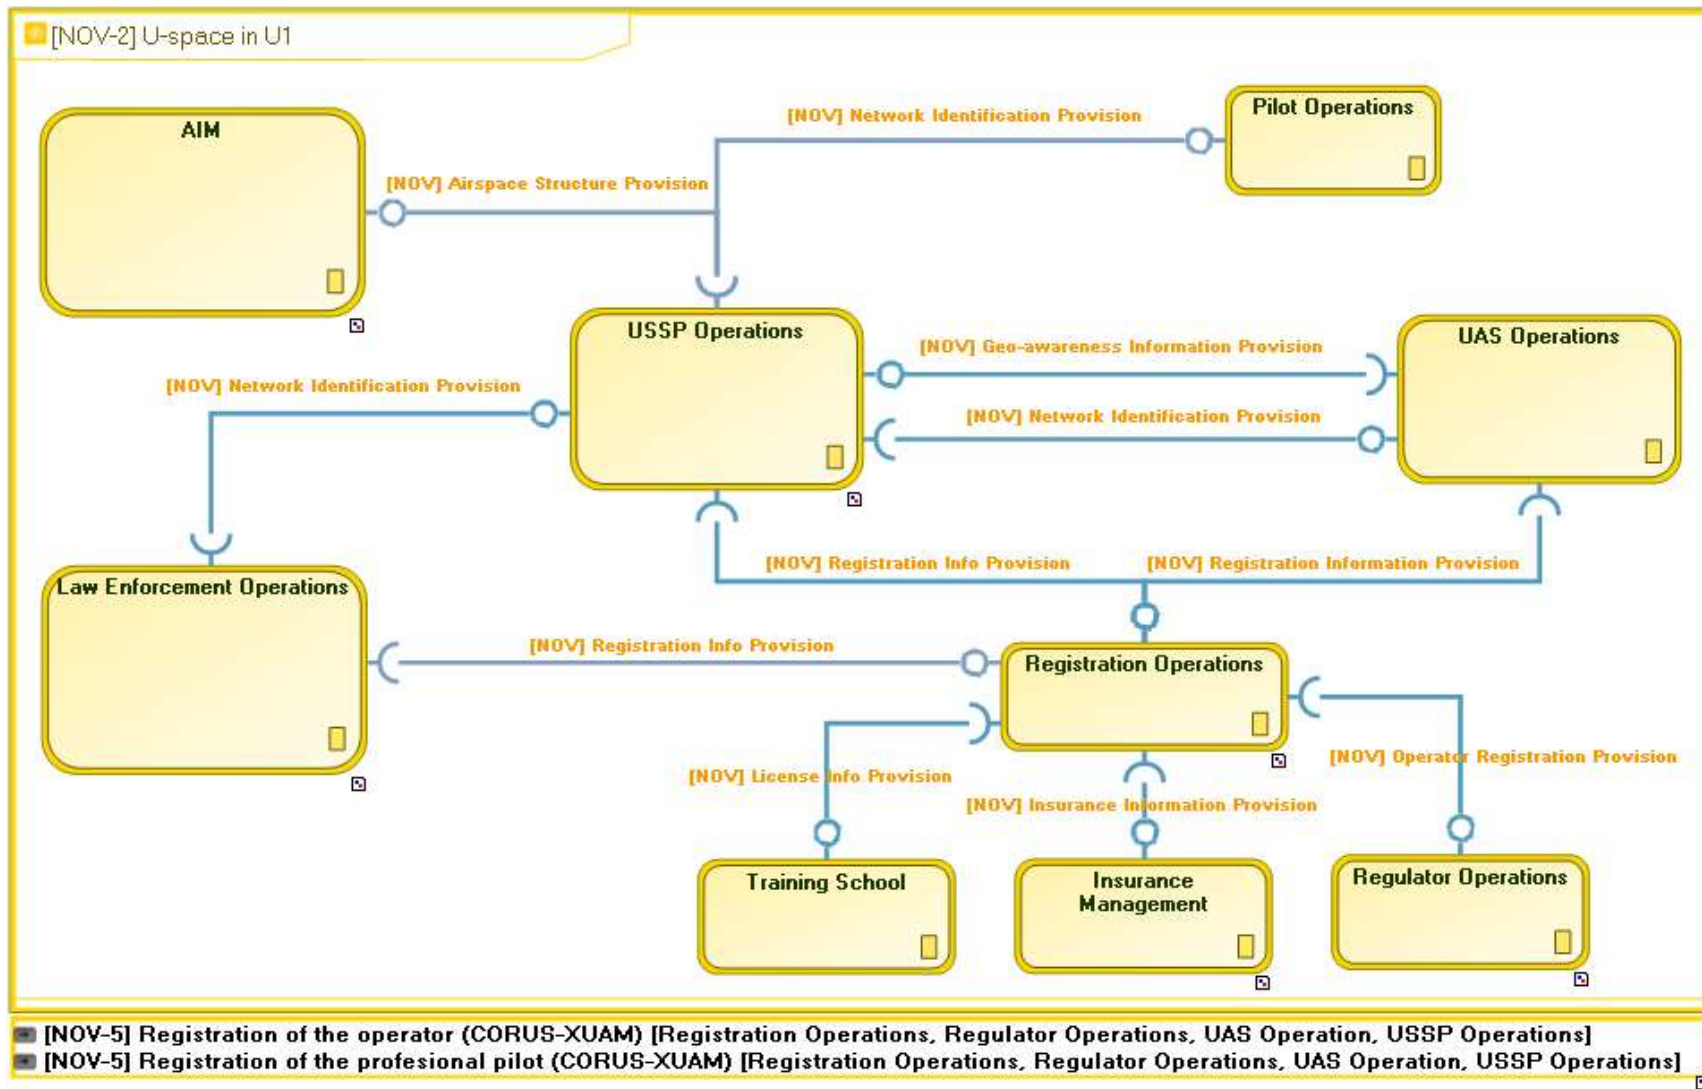 [NOV-2] U-space in U1
AIM
[NOV] Network Identification Provision
Pilot Operations
[NOV] Airspace Structure Provision
USSP Operations
[NOV] Geo-awareness Information Provision
UAS Operations
[NOV] Network Identification Provision
[NOV] Network Identification Provision
[NOV] Registration Info Provision
[NOV] Registration Information Provision
Law Enforcement Operations
[NOV] Registration Info Provision
Registration Operations
[NOV] License Info Provision
[NOV] Insurance Information Provision
[NOV] Operator Registration Provision
Training School
Insurance
Management
Regulator Operations
[NOV-5] Registration of the operator (CORUS-XUAM) [Registration Operations, Regulator Operations, UAS Operation, USSP Operations]
[NOV-5] Registration of the profesional pilot (CORUS-XUAM) [Registration Operations, Regulator Operations, UAS Operation, USSP Operations]